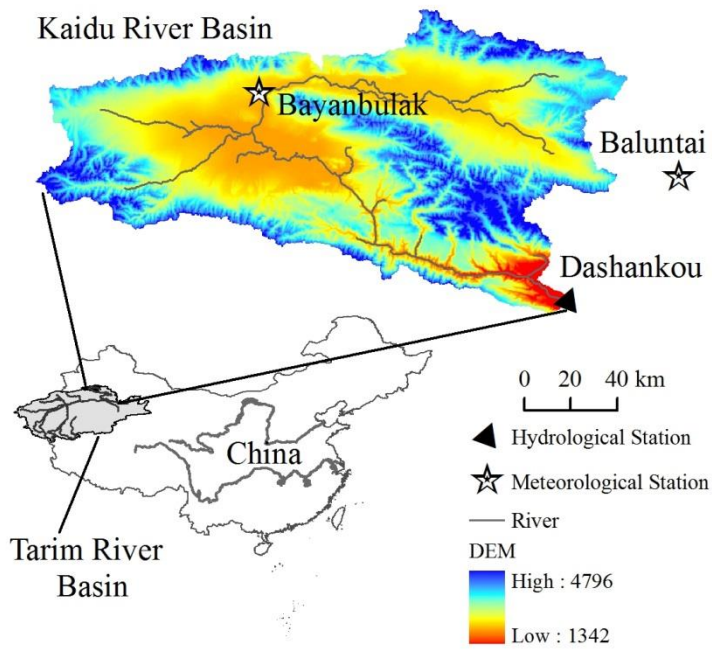 Kaidu River Basin
Bayanbulak
Baluntai
Dashankou
0 20 40 km
Hydrological Station
Meteorological Station
River
DEM
High : 4796
Low : 1342
China
Tarim River
Basin